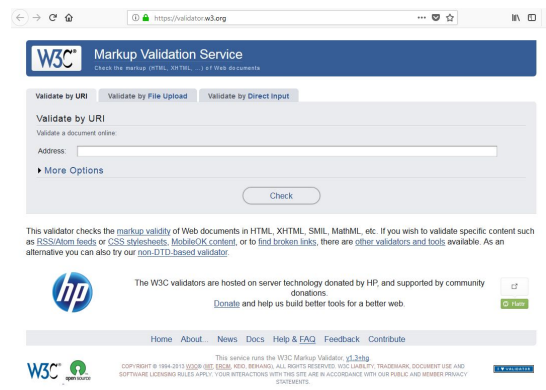 https://validator.w3.org
W3C® Markup Validation Service
Check the markup (HTML, XHTML, ...) of Web documents
Validate by URI Validate by File Upload Validate by Direct Input
Validate by URI
Validate a document online:
Address:
More Options
Check
This validator checks the markup validity of Web documents in HTML, XHTML, SMIL, MathML, etc. If you wish to validate specific content such
as RSS/Atom feeds or CSS stylesheets, MobileOK content, or to find broken links, there are other validators and tools available. As an
alternative you can also try our non-DTD-based validator.
hp
The W3C validators are hosted on server technology donated by HP, and supported by community
donations.
Donate and help us build better tools for a better web.
Flattr
Home About... News Docs Help & FAQ Feedback Contribute
This service runs the W3C Markup Validator, v1.3+hg.
W3C® open source
COPYRIGHT © 1994-2013 W3C® (MIT, ERCIM, KEIO, BEIHANG), ALL RIGHTS RESERVED. W3C LIABILITY, TRADEMARK, DOCUMENT USE AND
SOFTWARE LICENSING RULES APPLY. YOUR INTERACTIONS WITH THIS SITE ARE IN ACCORDANCE WITH OUR PUBLIC AND MEMBER PRIVACY
STATEMENTS.
I ♥ VALIDATOR